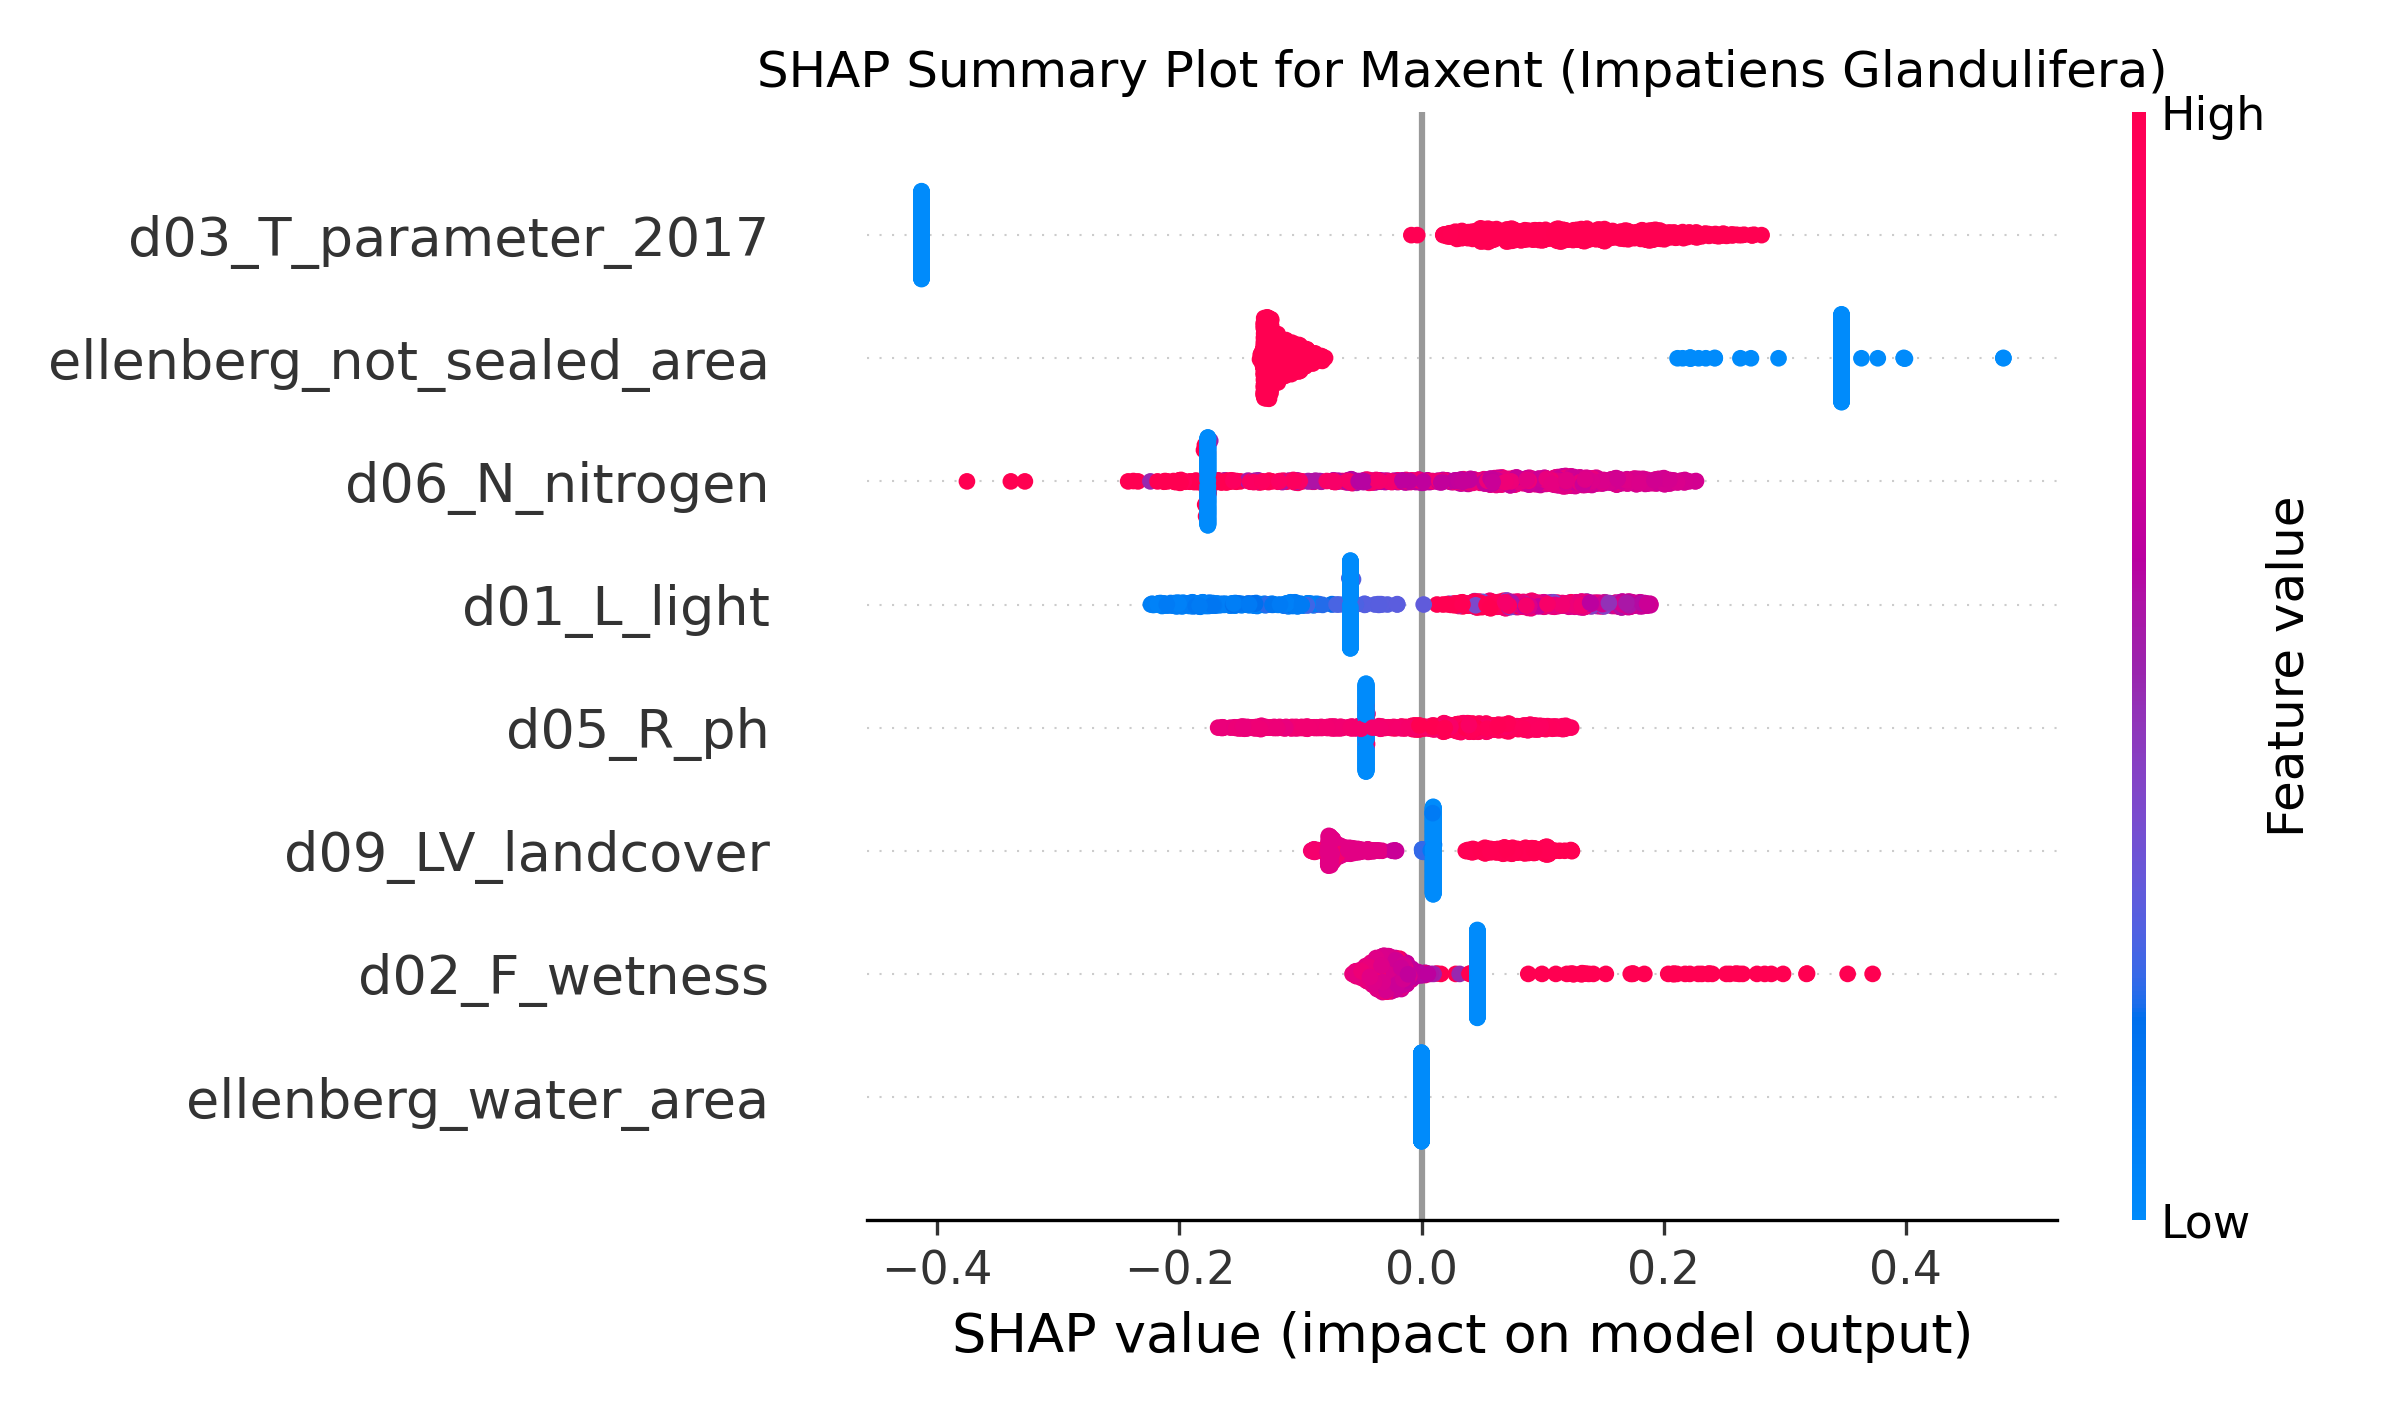 SHAP Summary Plot for Maxent (Impatiens Glandulifera)
High
d03_T_parameter_2017
ellenberg_not_sealed_area
d06_N_nitrogen
d01_L_light
d05_R_ph
d09_LV_landcover
d02_F_wetness
ellenberg_water_area
Feature value
Low
−0.4 −0.2 0.0 0.2 0.4
SHAP value (impact on model output)